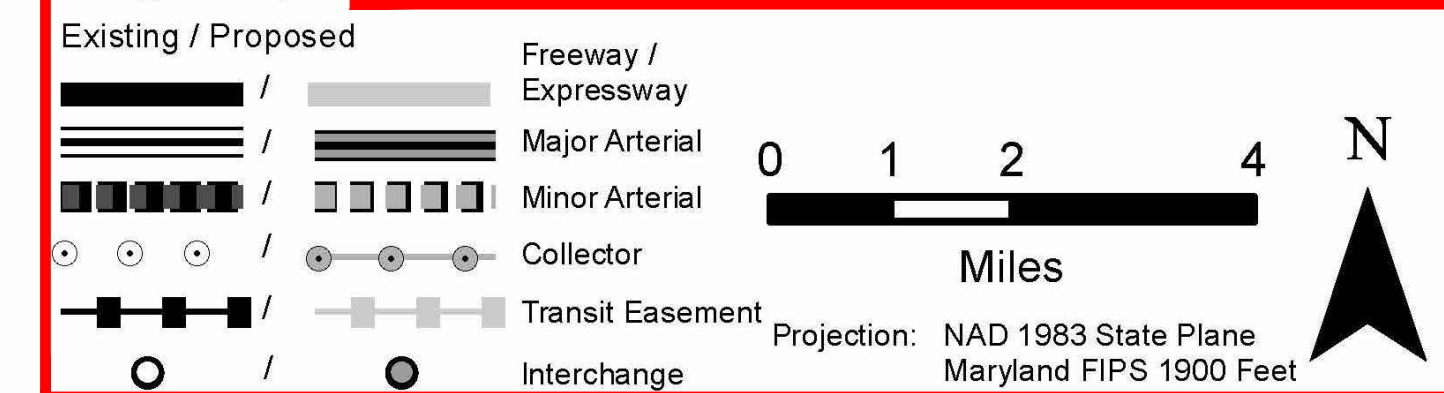 Existing / Proposed
/ Freeway /
Expressway
/ Major Arterial
/ Minor Arterial
/ Collector
/ Transit Easement
/ Interchange
0 1 2 4
Miles
Projection: NAD 1983 State Plane
Maryland FIPS 1900 Feet
N